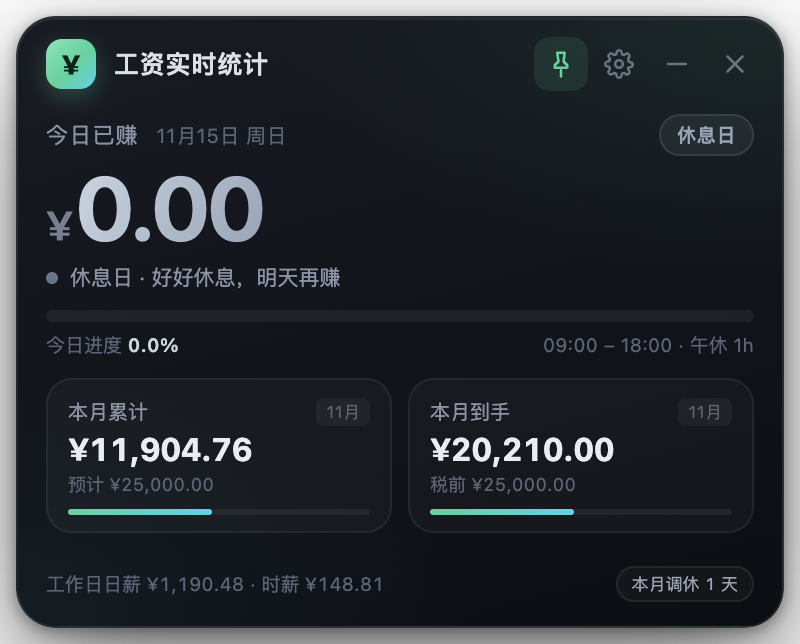 ¥ 工资实时统计
今日已赚 11月15日 周日 休息日
¥0.00
休息日 · 好好休息，明天再赚
今日进度 0.0% 09:00 – 18:00 · 午休 1h
本月累计 11月
¥11,904.76
预计 ¥25,000.00
本月到手 11月
¥20,210.00
税前 ¥25,000.00
工作日日薪 ¥1,190.48 · 时薪 ¥148.81 本月调休 1 天